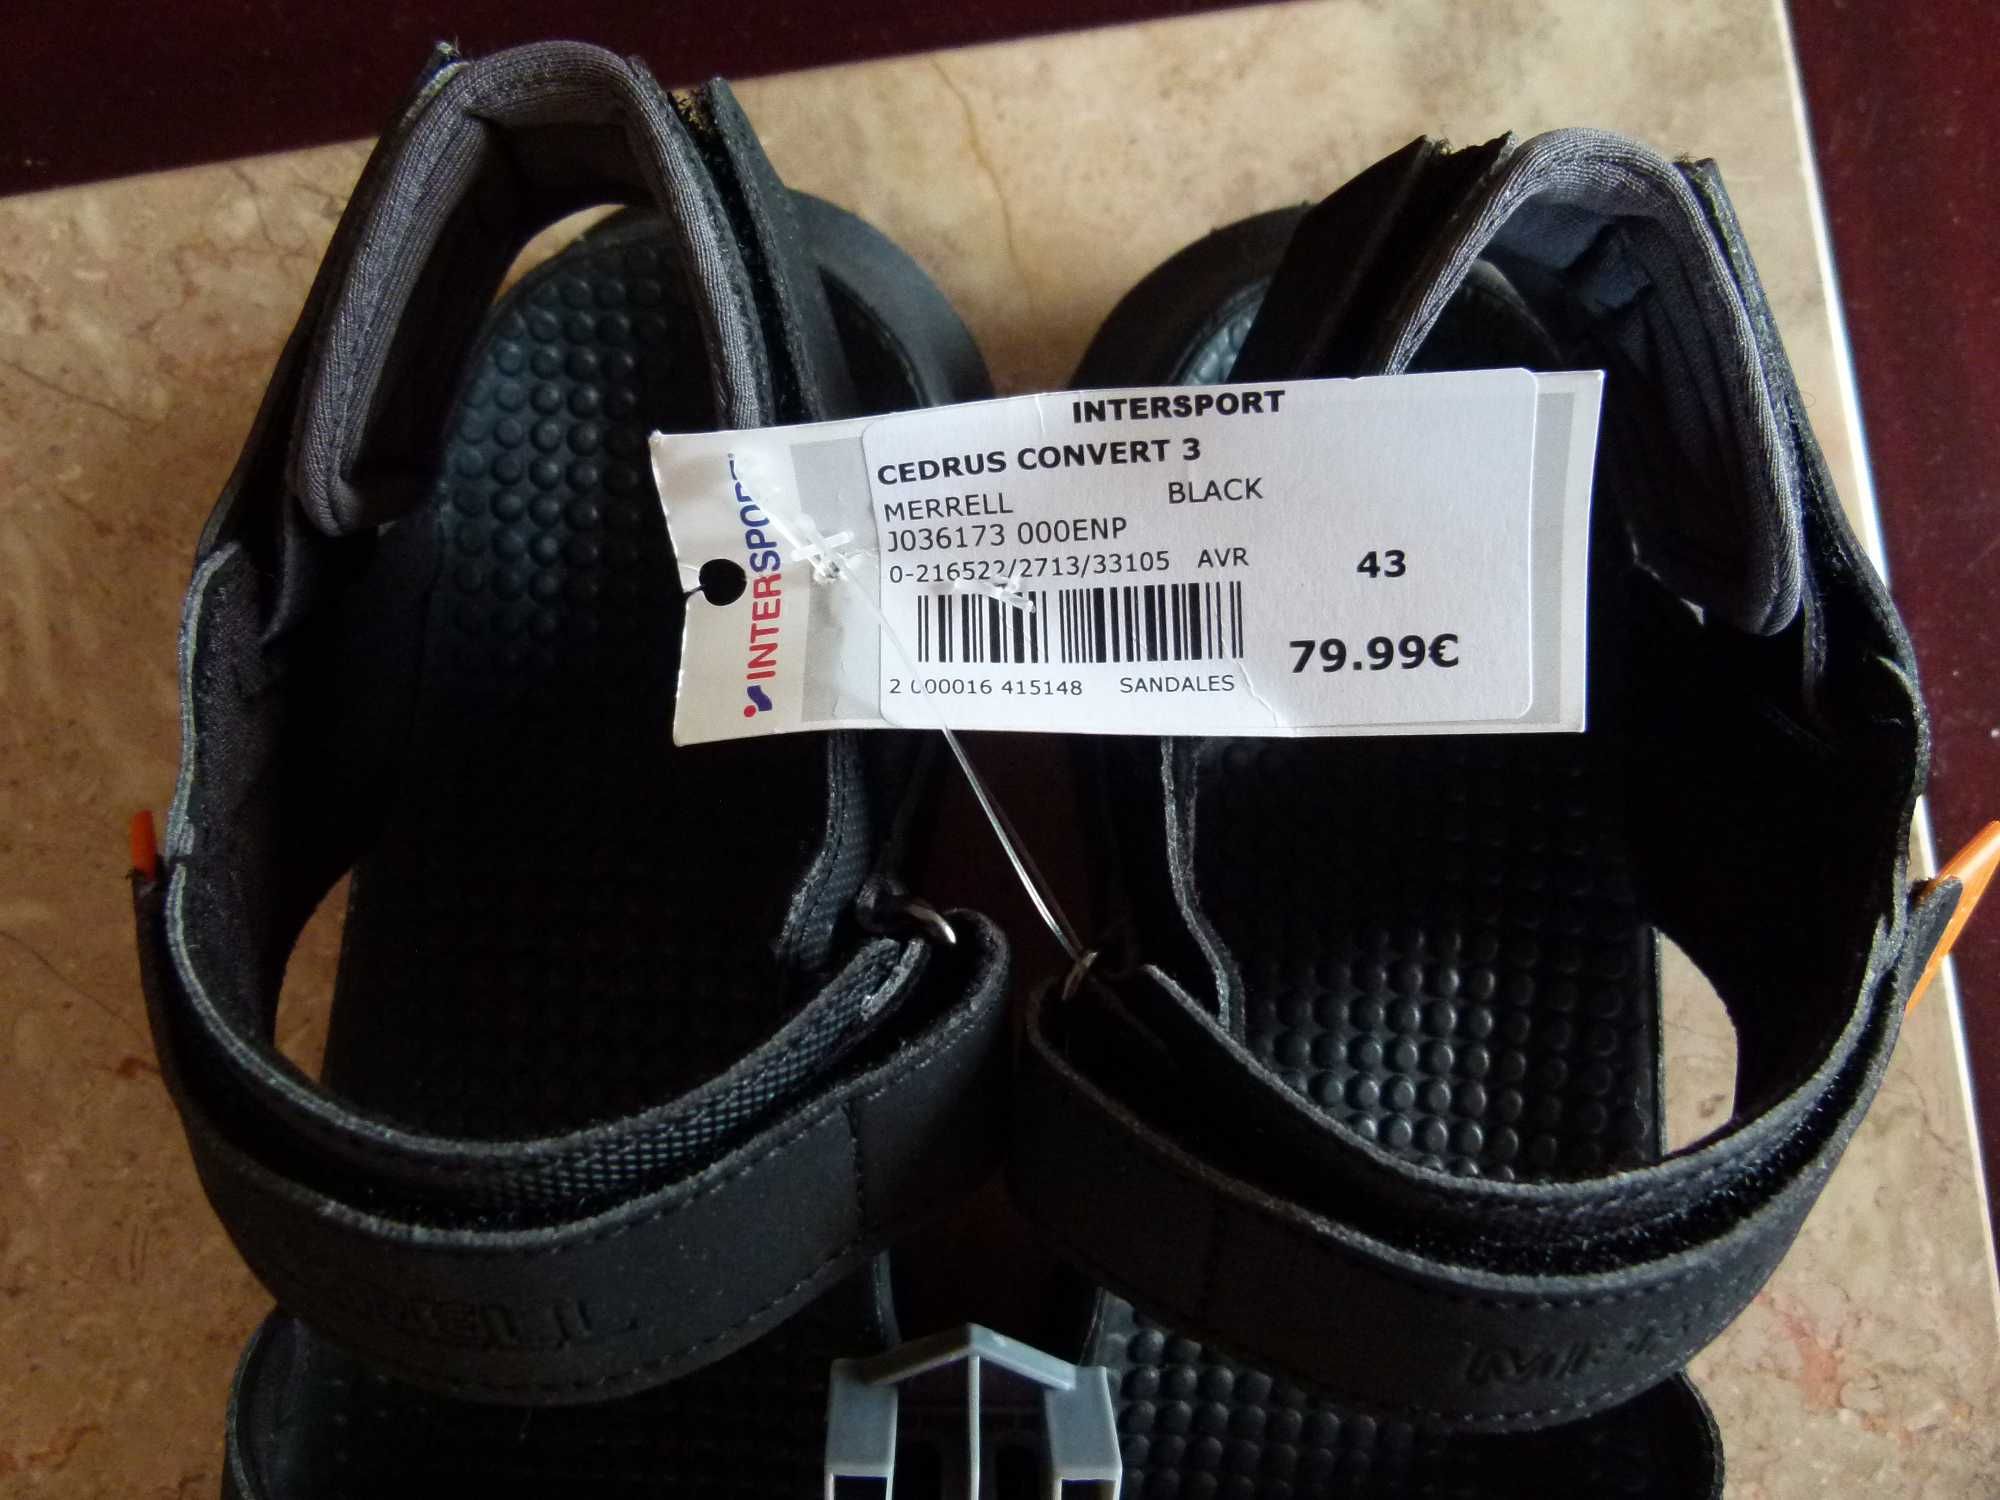 INTERSPORT
CEDRUS CONVERT 3
MERRELL BLACK
J036173 000ENP
0-216522/2713/33105 AVR 43
79.99€
2 000016 415148 SANDALES
INTERSPORT